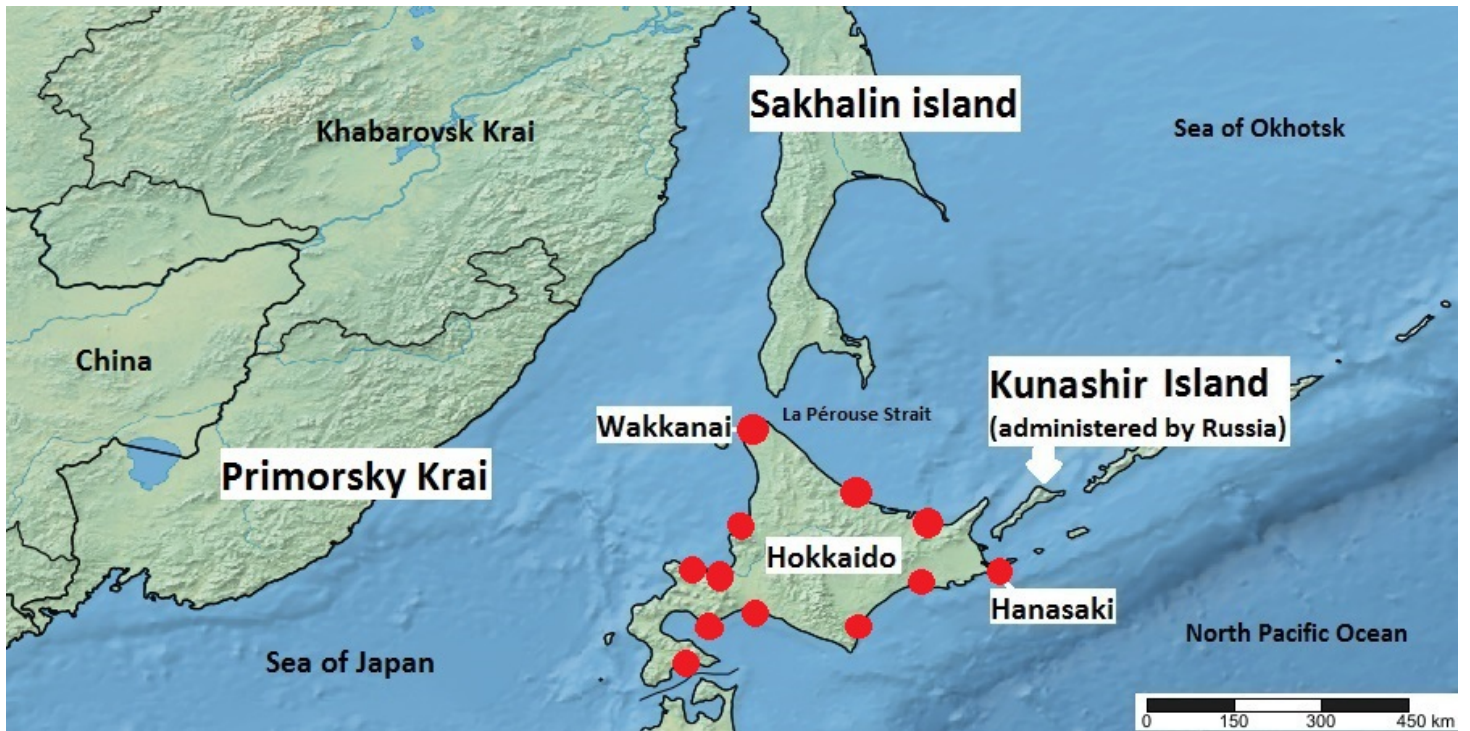 Sakhalin island
Khabarovsk Krai
Sea of Okhotsk
China
Kunashir Island
(administered by Russia)
La Pérouse Strait
Wakkanai
Primorsky Krai
Hokkaido
Hanasaki
North Pacific Ocean
Sea of Japan
0 150 300 450 km